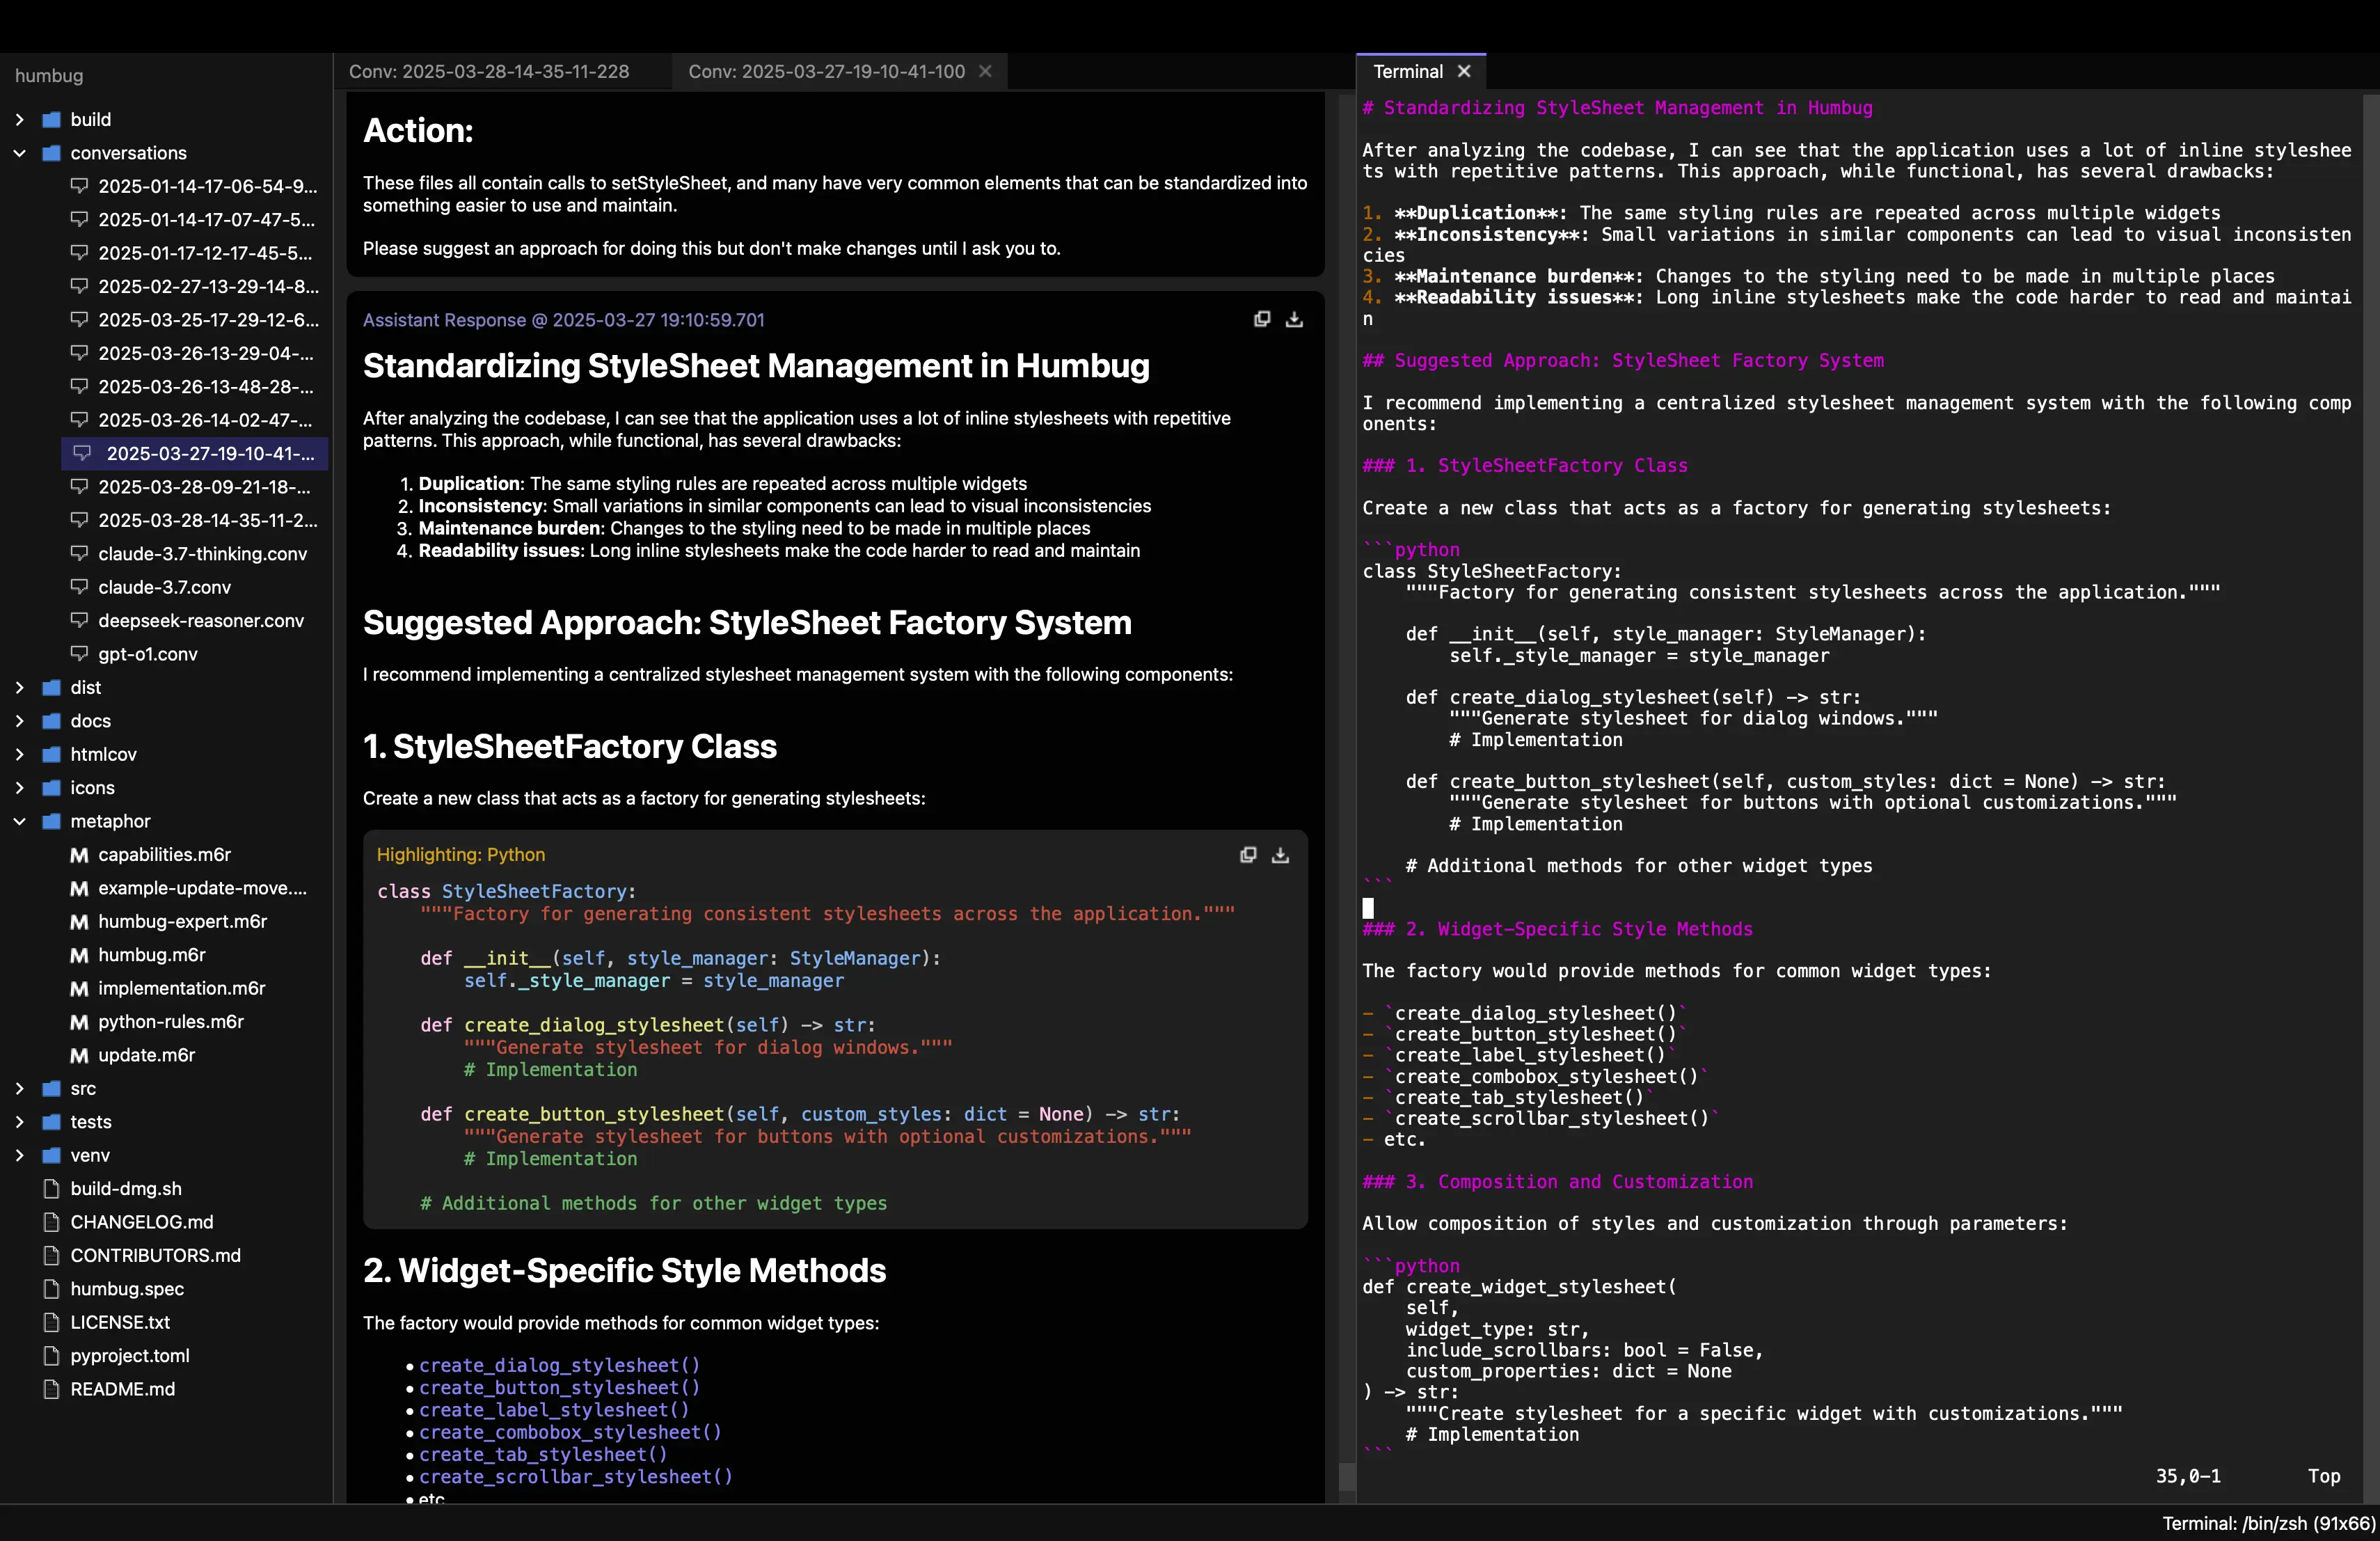 humbug
build
conversations
2025-01-14-17-06-54-9...
2025-01-14-17-07-47-5...
2025-01-17-12-17-45-5...
2025-02-27-13-29-14-8...
2025-03-25-17-29-12-6...
2025-03-26-13-29-04-...
2025-03-26-13-48-28-...
2025-03-26-14-02-47-...
2025-03-27-19-10-41-...
2025-03-28-09-21-18-...
2025-03-28-14-35-11-2...
claude-3.7-thinking.conv
claude-3.7.conv
deepseek-reasoner.conv
gpt-o1.conv
dist
docs
htmlcov
icons
metaphor
M capabilities.m6r
M example-update-move....
M humbug-expert.m6r
M humbug.m6r
M implementation.m6r
M python-rules.m6r
M update.m6r
src
tests
venv
build-dmg.sh
CHANGELOG.md
CONTRIBUTORS.md
humbug.spec
LICENSE.txt
pyproject.toml
README.md
Conv: 2025-03-28-14-35-11-228
Conv: 2025-03-27-19-10-41-100
Action:
These files all contain calls to setStyleSheet, and many have very common elements that can be standardized into
something easier to use and maintain.
Please suggest an approach for doing this but don't make changes until I ask you to.
Assistant Response @ 2025-03-27 19:10:59.701
Standardizing StyleSheet Management in Humbug
After analyzing the codebase, I can see that the application uses a lot of inline stylesheets with repetitive
patterns. This approach, while functional, has several drawbacks:
1. Duplication: The same styling rules are repeated across multiple widgets
2. Inconsistency: Small variations in similar components can lead to visual inconsistencies
3. Maintenance burden: Changes to the styling need to be made in multiple places
4. Readability issues: Long inline stylesheets make the code harder to read and maintain
Suggested Approach: StyleSheet Factory System
I recommend implementing a centralized stylesheet management system with the following components:
1. StyleSheetFactory Class
Create a new class that acts as a factory for generating stylesheets:
Highlighting: Python
class StyleSheetFactory:
"""Factory for generating consistent stylesheets across the application."""
def __init__(self, style_manager: StyleManager):
self._style_manager = style_manager
def create_dialog_stylesheet(self) -> str:
"""Generate stylesheet for dialog windows."""
# Implementation
def create_button_stylesheet(self, custom_styles: dict = None) -> str:
"""Generate stylesheet for buttons with optional customizations."""
# Implementation
# Additional methods for other widget types
2. Widget-Specific Style Methods
The factory would provide methods for common widget types:
• create_dialog_stylesheet()
• create_button_stylesheet()
• create_label_stylesheet()
• create_combobox_stylesheet()
• create_tab_stylesheet()
• create_scrollbar_stylesheet()
• etc
Terminal
# Standardizing StyleSheet Management in Humbug
After analyzing the codebase, I can see that the application uses a lot of inline styleshee
ts with repetitive patterns. This approach, while functional, has several drawbacks:
1. **Duplication**: The same styling rules are repeated across multiple widgets
2. **Inconsistency**: Small variations in similar components can lead to visual inconsisten
cies
3. **Maintenance burden**: Changes to the styling need to be made in multiple places
4. **Readability issues**: Long inline stylesheets make the code harder to read and maintai
n
## Suggested Approach: StyleSheet Factory System
I recommend implementing a centralized stylesheet management system with the following comp
onents:
### 1. StyleSheetFactory Class
Create a new class that acts as a factory for generating stylesheets:
```python
class StyleSheetFactory:
"""Factory for generating consistent stylesheets across the application."""
def __init__(self, style_manager: StyleManager):
self._style_manager = style_manager
def create_dialog_stylesheet(self) -> str:
"""Generate stylesheet for dialog windows."""
# Implementation
def create_button_stylesheet(self, custom_styles: dict = None) -> str:
"""Generate stylesheet for buttons with optional customizations."""
# Implementation
# Additional methods for other widget types
```
### 2. Widget-Specific Style Methods
The factory would provide methods for common widget types:
- `create_dialog_stylesheet()`
- `create_button_stylesheet()`
- `create_label_stylesheet()`
- `create_combobox_stylesheet()`
- `create_tab_stylesheet()`
- `create_scrollbar_stylesheet()`
- etc.
### 3. Composition and Customization
Allow composition of styles and customization through parameters:
```python
def create_widget_stylesheet(
self,
widget_type: str,
include_scrollbars: bool = False,
custom_properties: dict = None
) -> str:
"""Create stylesheet for a specific widget with customizations."""
# Implementation
```
35,0-1 Top
Terminal: /bin/zsh (91x66)